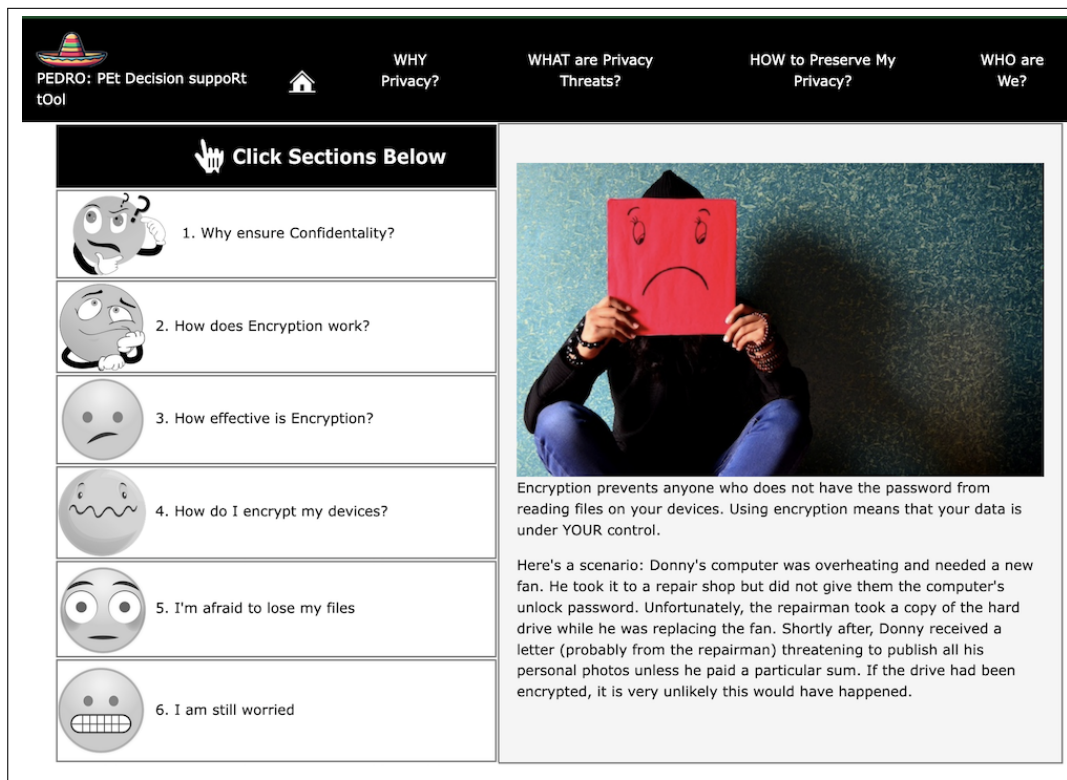 PEDRO: PEt Decision suppoRt
tOol
WHY
Privacy?
WHAT are Privacy
Threats?
HOW to Preserve My
Privacy?
WHO are
We?
Click Sections Below
1. Why ensure Confidentality?
2. How does Encryption work?
3. How effective is Encryption?
4. How do I encrypt my devices?
5. I'm afraid to lose my files
6. I am still worried
Encryption prevents anyone who does not have the password from
reading files on your devices. Using encryption means that your data is
under YOUR control.
Here's a scenario: Donny's computer was overheating and needed a new
fan. He took it to a repair shop but did not give them the computer's
unlock password. Unfortunately, the repairman took a copy of the hard
drive while he was replacing the fan. Shortly after, Donny received a
letter (probably from the repairman) threatening to publish all his
personal photos unless he paid a particular sum. If the drive had been
encrypted, it is very unlikely this would have happened.